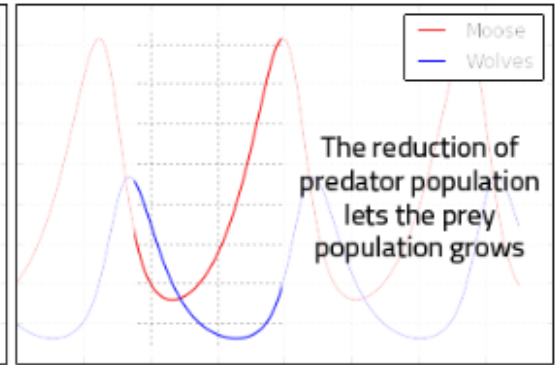 Moose
Wolves
The reduction of
predator population
lets the prey
population grows